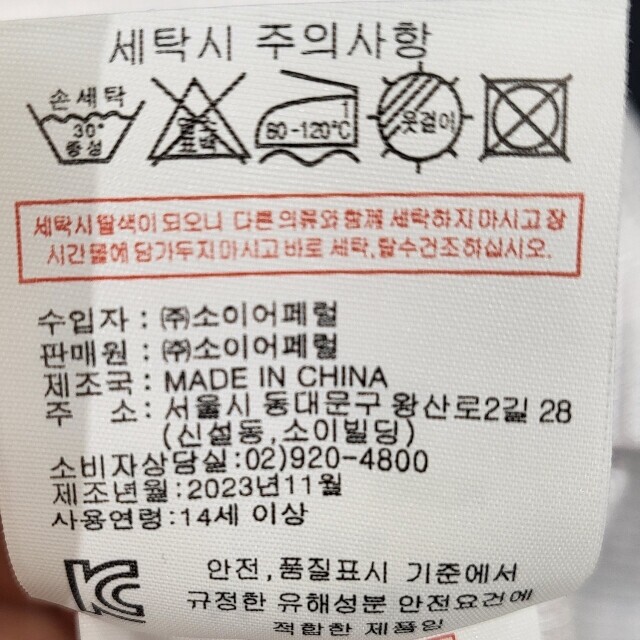 세탁시 주의사항
손세탁
30°
중성
염소
표백
1
80-120℃
옷걸이
세탁시 탈색이 되오니 다른 의류와 함께 세탁하지 마시고 장
시간 물에 담가두지 마시고 바로 세탁,탈수건조하십시오.
수입자 : ㈜소이어페럴
판매원 : ㈜소이어페럴
제조국 : MADE IN CHINA
주 소 : 서울시 동대문구 왕산로2길 28
(신설동,소이빌딩)
소비자상담실:02)920-4800
제조년월:2023년11월
사용연령:14세 이상
안전,품질표시 기준에서
규정한 유해성분 안전요건에
적합한 제품임